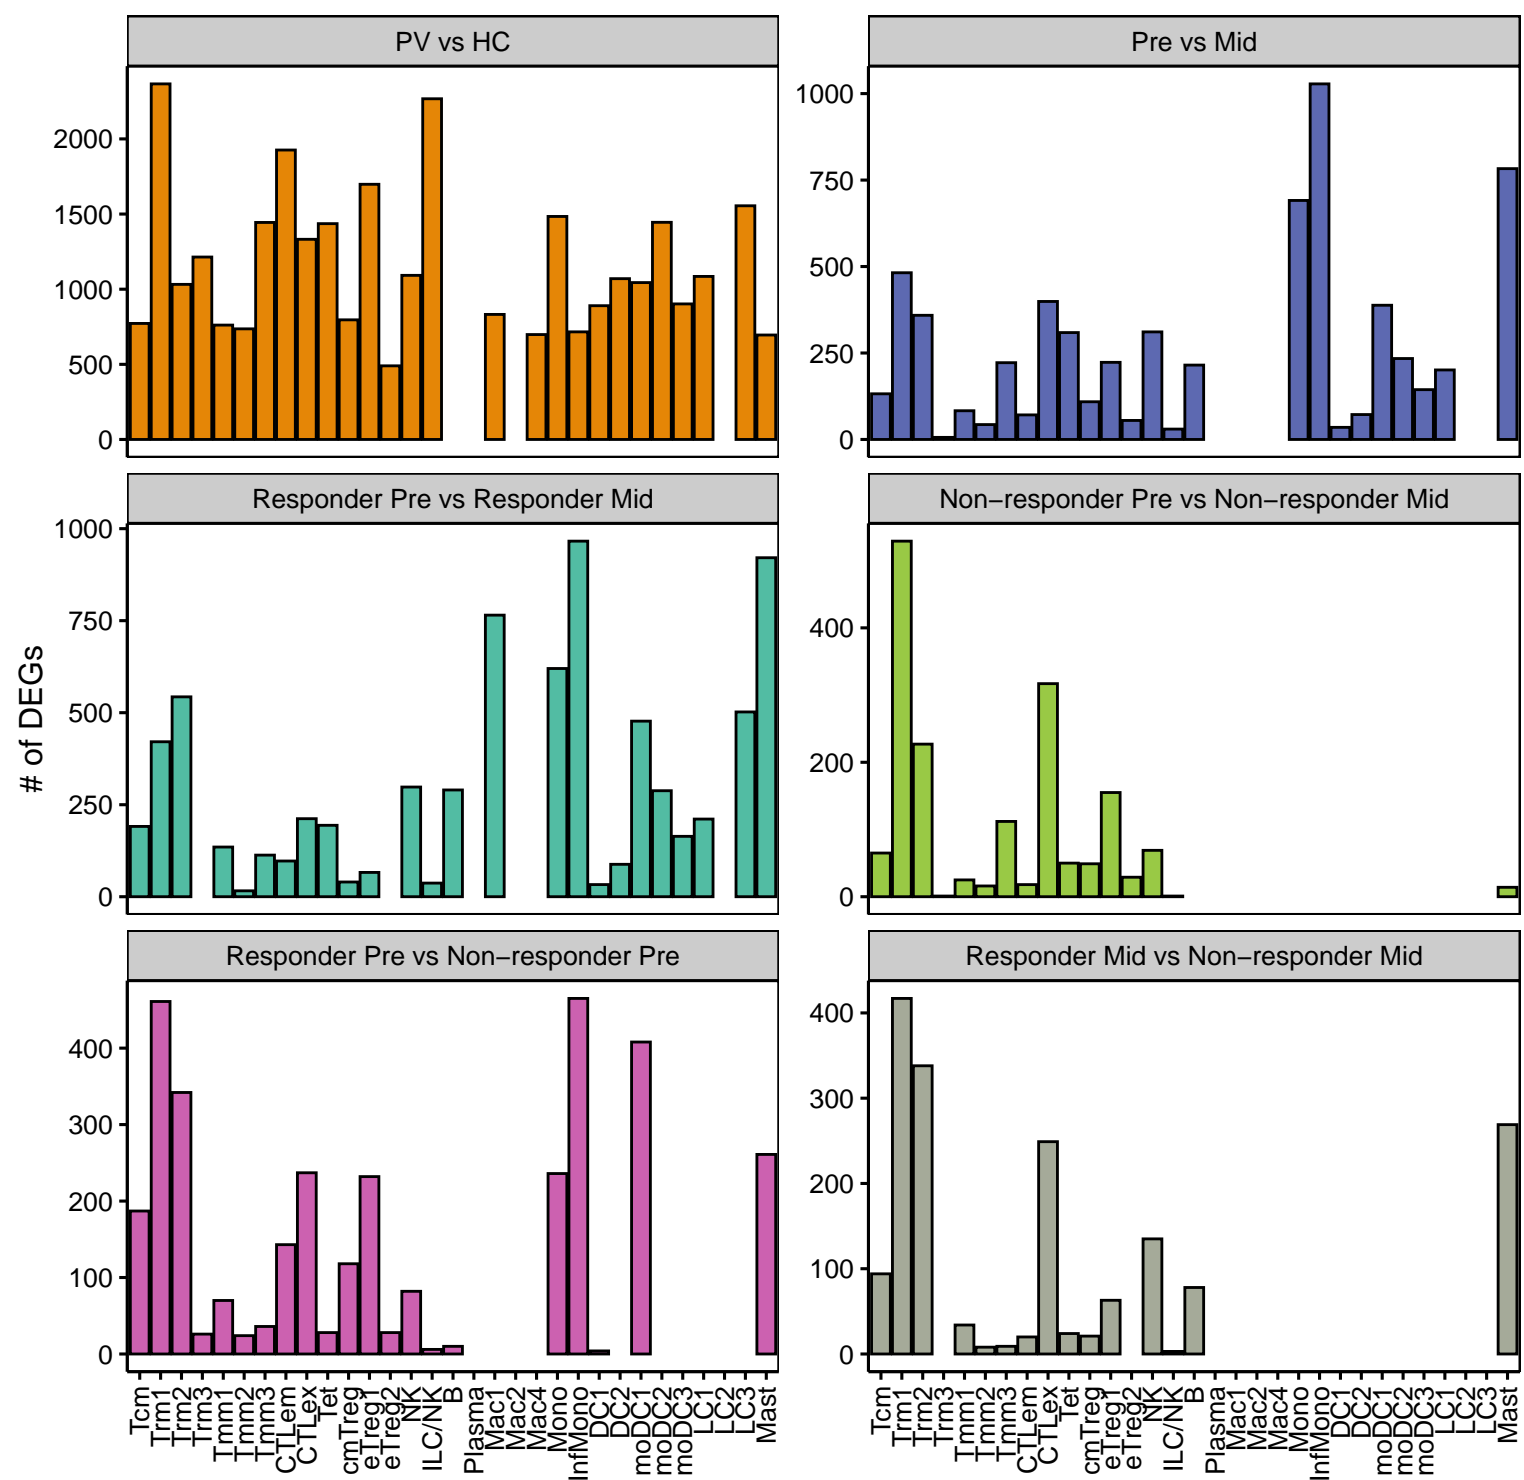 PV vs HC
Pre vs Mid
2000
1500
1000
500
0
1000
750
500
250
0
Responder Pre vs Responder Mid
Non−responder Pre vs Non−responder Mid
# of DEGs
1000
750
500
250
0
400
200
0
Responder Pre vs Non−responder Pre
Responder Mid vs Non−responder Mid
400
300
200
100
0
400
300
200
100
0
Tcm
Trm1
Trm2
Trm3
Tmm1
Tmm2
Tmm3
CTLem
CTLex
Tet
cmTreg
eTreg1
eTreg2
NK
ILC/NK
B
Plasma
Mac1
Mac2
Mac4
Mono
InfMono
DC1
DC2
moDC1
moDC2
moDC3
LC1
LC2
LC3
Mast
Tcm
Trm1
Trm2
Trm3
Tmm1
Tmm2
Tmm3
CTLem
CTLex
Tet
cmTreg
eTreg1
eTreg2
NK
ILC/NK
B
Plasma
Mac1
Mac2
Mac4
Mono
InfMono
DC1
DC2
moDC1
moDC2
moDC3
LC1
LC2
LC3
Mast